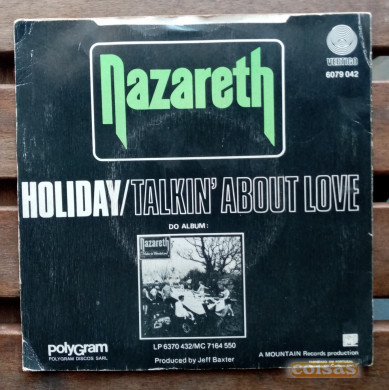 Nazareth
VERTIGO
6079 042
HOLIDAY/TALKIN' ABOUT LOVE
DO ALBUM:
Nazareth
LP 6370 432/MC 7164 550
Produced by Jeff Baxter
polyGram
POLYGRAM DISCOS SARL
A MOUNTAIN Records production
coisas